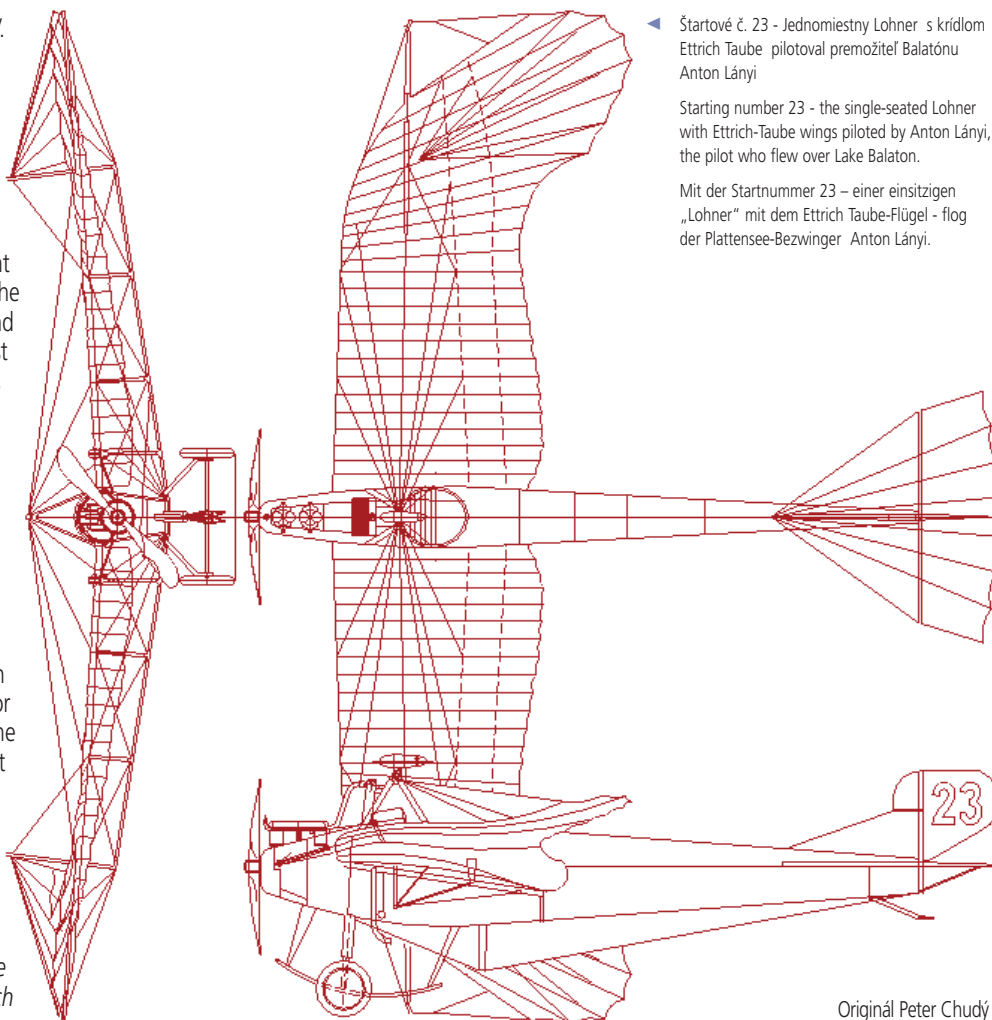 Štartové č. 23 - Jednomiestny Lohner s krídlom
Ettrich Taube pilotoval premožiteľ Balatónu
Anton Lányi
Starting number 23 - the single-seated Lohner
with Ettrich-Taube wings piloted by Anton Lányi,
the pilot who flew over Lake Balaton.
Mit der Startnummer 23 – einer einsitzigen
„Lohner“ mit dem Ettrich Taube-Flügel - flog
der Plattensee-Bezwinger Anton Lányi.
23
Originál Peter Chudý